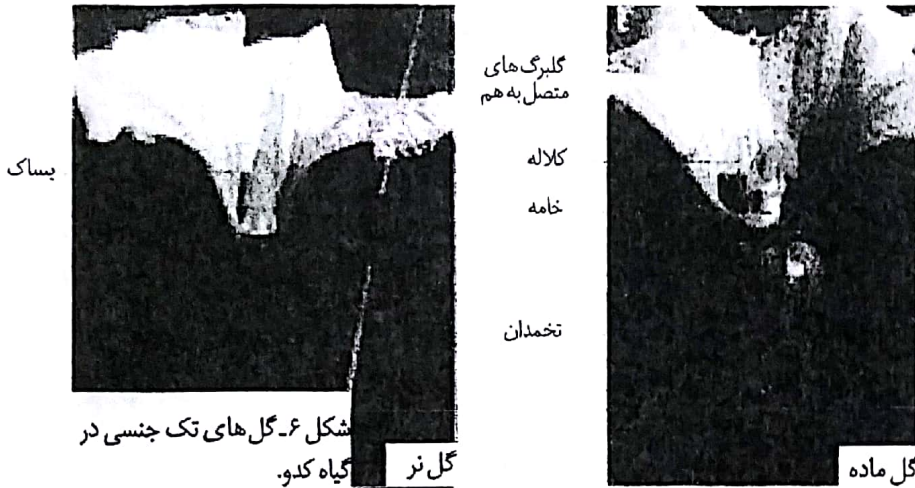 گلبرگ‌های
متصل به هم
کلاله
خامه
تخمدان
گل ماده
بساک
گل نر
شکل ۶ـ گل‌های تک جنسی در
گیاه کدو.